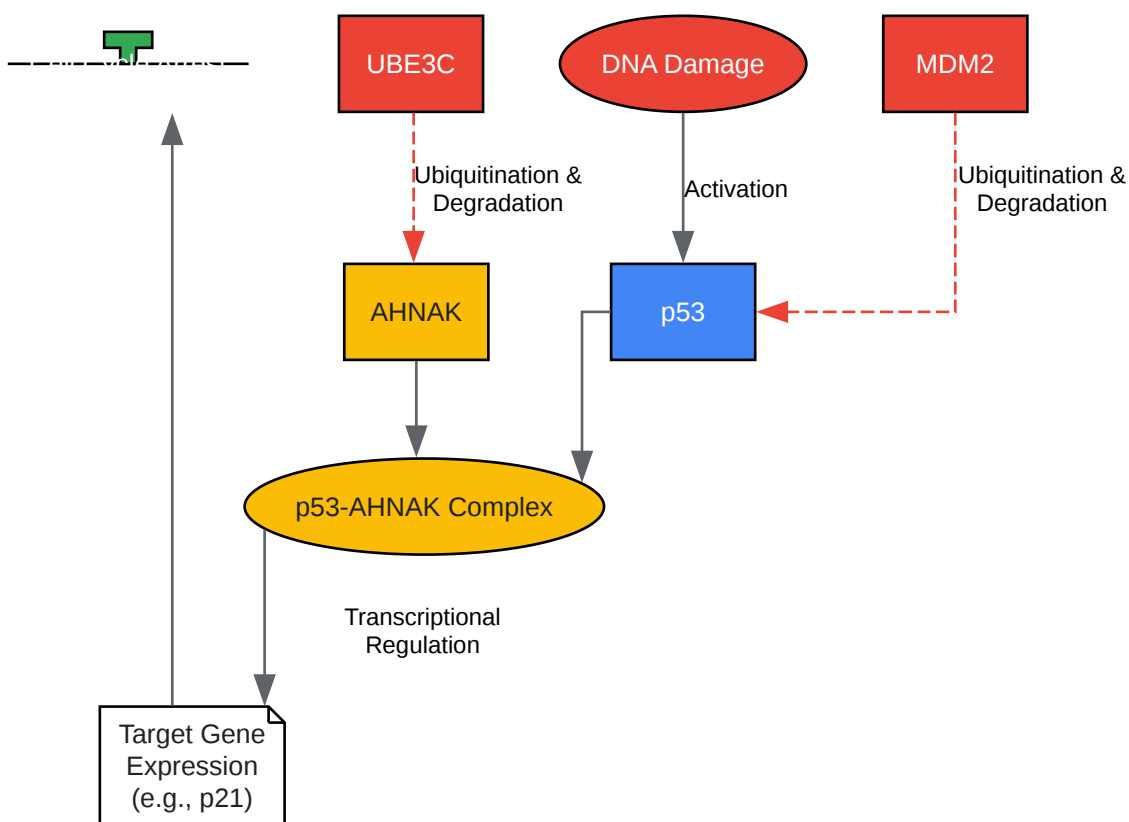 UBE3C
DNA Damage
MDM2
Ubiquitination &
Degradation
Activation
Ubiquitination &
Degradation
AHNAK
p53
p53-AHNAK Complex
Transcriptional
Regulation
Target Gene
Expression
(e.g., p21)